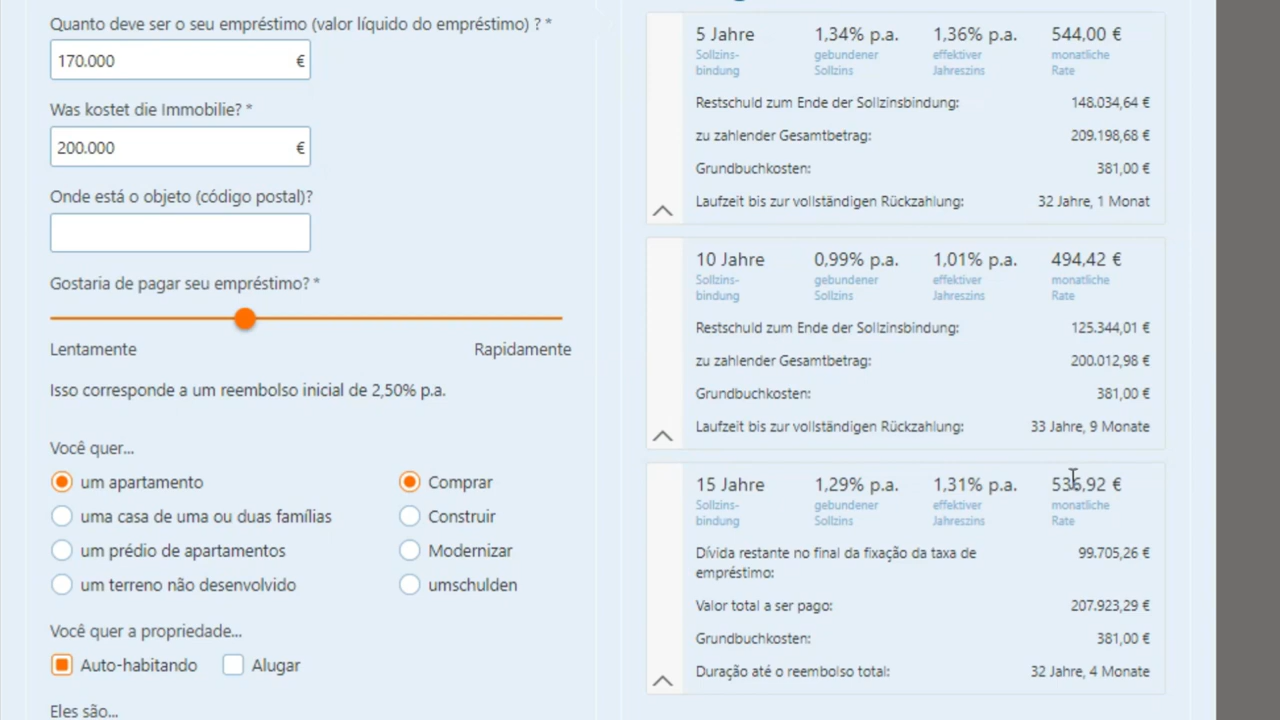 Quanto deve ser o seu empréstimo (valor líquido do empréstimo) ? *
170.000 €
Was kostet die Immobilie? *
200.000 €
Onde está o objeto (código postal)?
Gostaria de pagar seu empréstimo? *
Lentamente Rapidamente
Isso corresponde a um reembolso inicial de 2,50% p.a.
Você quer...
um apartamento Comprar
uma casa de uma ou duas famílias Construir
um prédio de apartamentos Modernizar
um terreno não desenvolvido umschulden
Você quer a propriedade...
Auto-habitando Alugar
Eles são...
5 Jahre 1,34% p.a. 1,36% p.a. 544,00 €
Sollzins- gebundener effektiver monatliche
bindung Sollzins Jahreszins Rate
Restschuld zum Ende der Sollzinsbindung: 148.034,64 €
zu zahlender Gesamtbetrag: 209.198,68 €
Grundbuchkosten: 381,00 €
Laufzeit bis zur vollständigen Rückzahlung: 32 Jahre, 1 Monat
10 Jahre 0,99% p.a. 1,01% p.a. 494,42 €
Sollzins- gebundener effektiver monatliche
bindung Sollzins Jahreszins Rate
Restschuld zum Ende der Sollzinsbindung: 125.344,01 €
zu zahlender Gesamtbetrag: 200.012,98 €
Grundbuchkosten: 381,00 €
Laufzeit bis zur vollständigen Rückzahlung: 33 Jahre, 9 Monate
15 Jahre 1,29% p.a. 1,31% p.a. 536,92 €
Sollzins- gebundener effektiver monatliche
bindung Sollzins Jahreszins Rate
Dívida restante no final da fixação da taxa de 99.705,26 €
empréstimo:
Valor total a ser pago: 207.923,29 €
Grundbuchkosten: 381,00 €
Duração até o reembolso total: 32 Jahre, 4 Monate